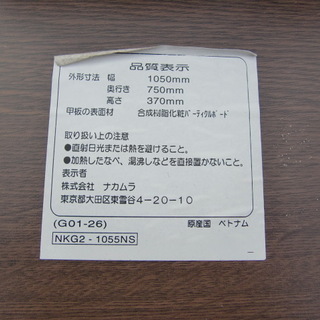 品質表示
外形寸法 幅 1050mm
奥行き 750mm
高さ 370mm
甲板の表面材 合成樹脂化粧パーティクルボード
取り扱い上の注意
●直射日光または熱を避けること。
●加熱したなべ、湯沸しなどを直接置かないこと。
表示者
株式会社 ナカムラ
東京都大田区東雪谷4-20-10
(G01-26) 原産国 ベトナム
NKG2-1055NS